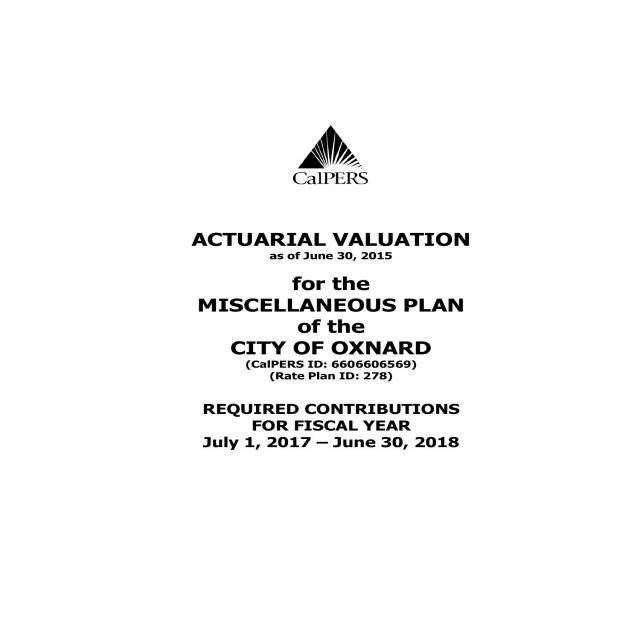 CalPERS
ACTUARIAL VALUATION
as of June 30, 2015
for the
MISCELLANEOUS PLAN
of the
CITY OF OXNARD
(CalPERS ID: 6606606569)
(Rate Plan ID: 278)
REQUIRED CONTRIBUTIONS
FOR FISCAL YEAR
July 1, 2017 – June 30, 2018